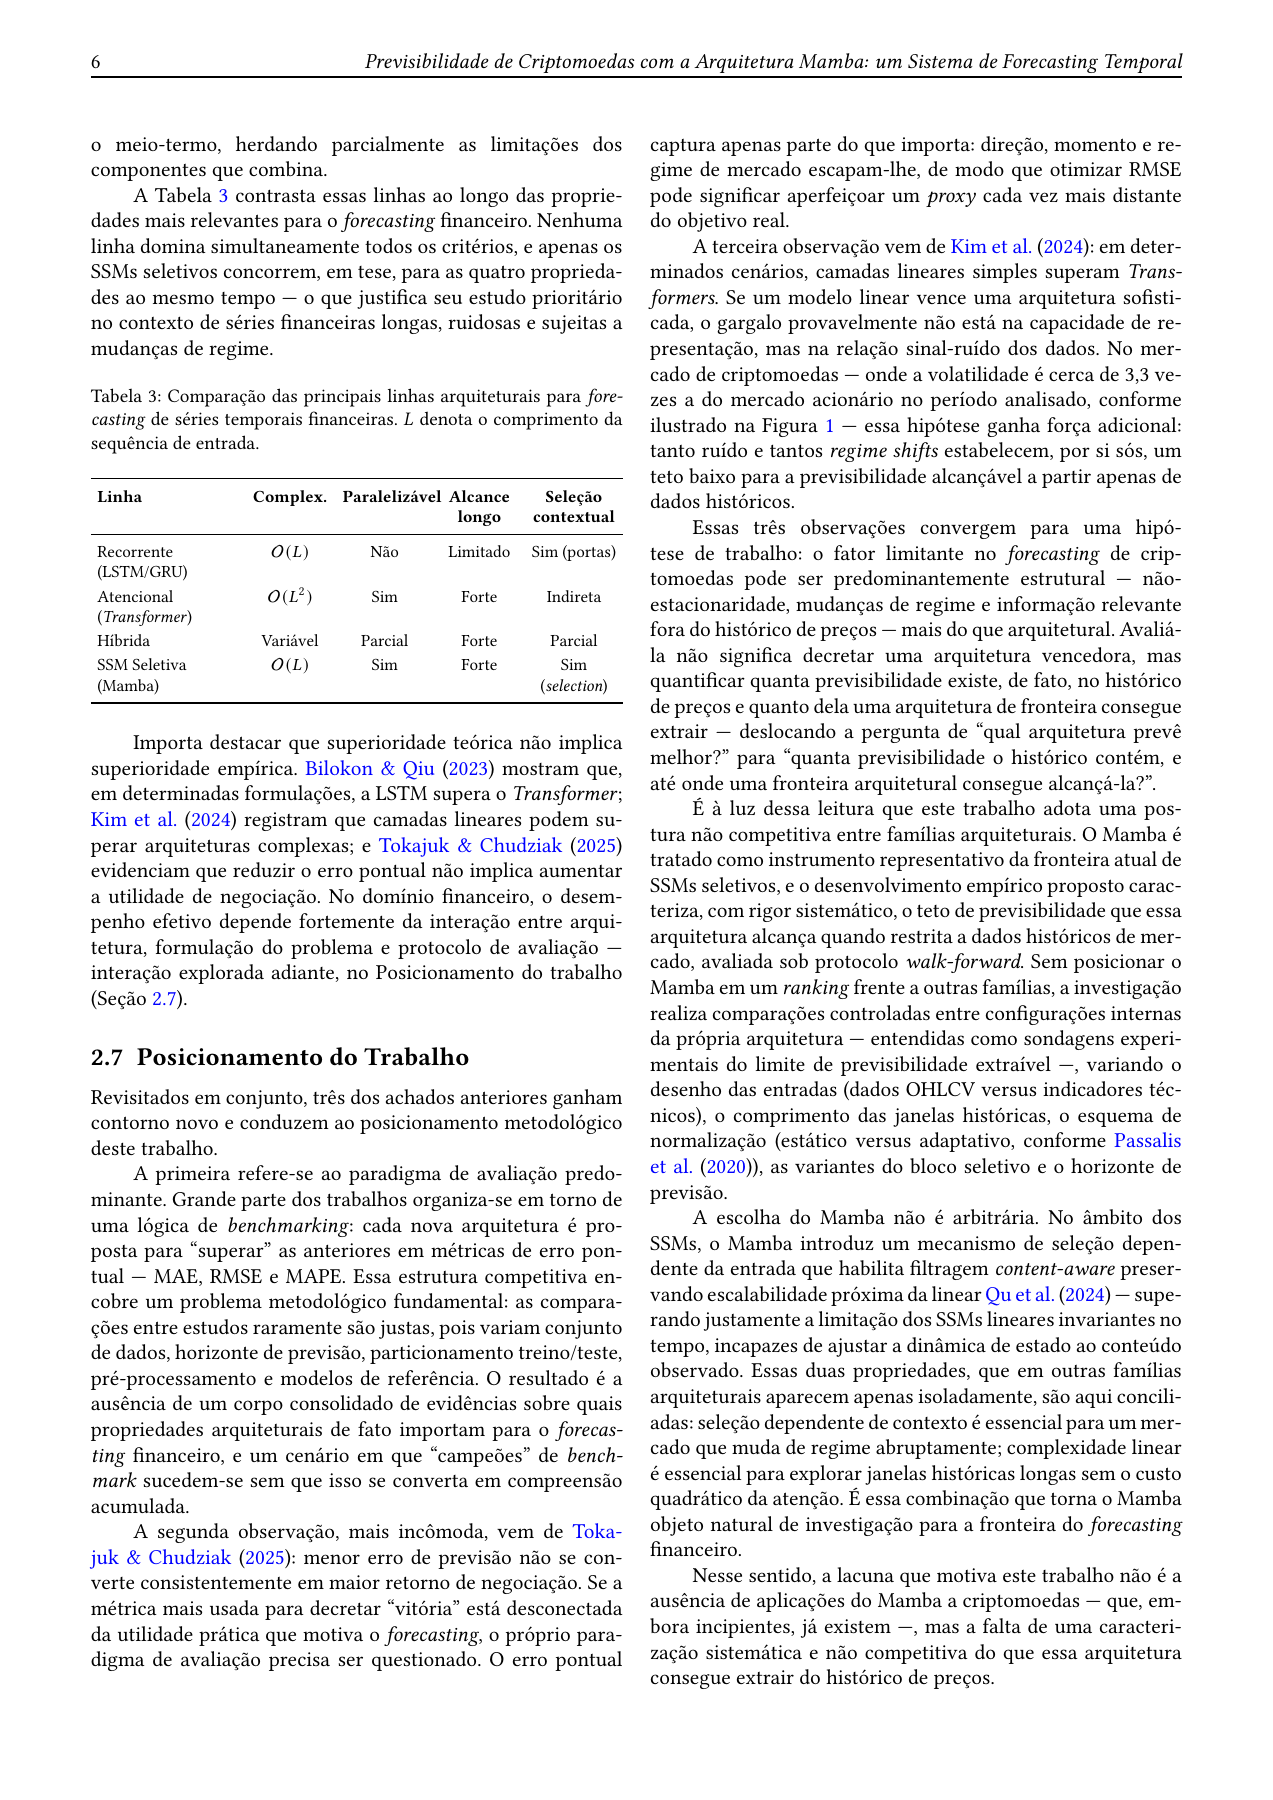 6
Previsibilidade de Criptomoedas com a Arquitetura Mamba: um Sistema de Forecasting Temporal
o meio-termo, herdando parcialmente as limitações dos
componentes que combina.
A Tabela 3 contrasta essas linhas ao longo das proprie-
dades mais relevantes para o forecasting financeiro. Nenhuma
linha domina simultaneamente todos os critérios, e apenas os
SSMs seletivos concorrem, em tese, para as quatro proprieda-
des ao mesmo tempo — o que justifica seu estudo prioritário
no contexto de séries financeiras longas, ruidosas e sujeitas a
mudanças de regime.
Tabela 3: Comparação das principais linhas arquiteturais para fore-
casting de séries temporais financeiras. L denota o comprimento da
sequência de entrada.
Linha Complex. Paralelizável Alcance longo Seleção contextual
Recorrente (LSTM/GRU) O(L) Não Limitado Sim (portas)
Atencional (Transformer) O(L²) Sim Forte Indireta
Híbrida Variável Parcial Forte Parcial
SSM Seletiva (Mamba) O(L) Sim Forte Sim (selection)
Importa destacar que superioridade teórica não implica
superioridade empírica. Bilokon & Qiu (2023) mostram que,
em determinadas formulações, a LSTM supera o Transformer;
Kim et al. (2024) registram que camadas lineares podem su-
perar arquiteturas complexas; e Tokajuk & Chudziak (2025)
evidenciam que reduzir o erro pontual não implica aumentar
a utilidade de negociação. No domínio financeiro, o desem-
penho efetivo depende fortemente da interação entre arqui-
tetura, formulação do problema e protocolo de avaliação —
interação explorada adiante, no Posicionamento do trabalho
(Seção 2.7).
2.7 Posicionamento do Trabalho
Revisitados em conjunto, três dos achados anteriores ganham
contorno novo e conduzem ao posicionamento metodológico
deste trabalho.
A primeira refere-se ao paradigma de avaliação predo-
minante. Grande parte dos trabalhos organiza-se em torno de
uma lógica de benchmarking: cada nova arquitetura é pro-
posta para “superar” as anteriores em métricas de erro pon-
tual — MAE, RMSE e MAPE. Essa estrutura competitiva en-
cobre um problema metodológico fundamental: as compara-
ções entre estudos raramente são justas, pois variam conjunto
de dados, horizonte de previsão, particionamento treino/teste,
pré-processamento e modelos de referência. O resultado é a
ausência de um corpo consolidado de evidências sobre quais
propriedades arquiteturais de fato importam para o forecas-
ting financeiro, e um cenário em que “campeões” de bench-
mark sucedem-se sem que isso se converta em compreensão
acumulada.
A segunda observação, mais incômoda, vem de Toka-
juk & Chudziak (2025): menor erro de previsão não se con-
verte consistentemente em maior retorno de negociação. Se a
métrica mais usada para decretar “vitória” está desconectada
da utilidade prática que motiva o forecasting, o próprio para-
digma de avaliação precisa ser questionado. O erro pontual
captura apenas parte do que importa: direção, momento e re-
gime de mercado escapam-lhe, de modo que otimizar RMSE
pode significar aperfeiçoar um proxy cada vez mais distante
do objetivo real.
A terceira observação vem de Kim et al. (2024): em deter-
minados cenários, camadas lineares simples superam Trans-
formers. Se um modelo linear vence uma arquitetura sofisti-
cada, o gargalo provavelmente não está na capacidade de re-
presentação, mas na relação sinal-ruído dos dados. No mer-
cado de criptomoedas — onde a volatilidade é cerca de 3,3 ve-
zes a do mercado acionário no período analisado, conforme
ilustrado na Figura 1 — essa hipótese ganha força adicional:
tanto ruído e tantos regime shifts estabelecem, por si sós, um
teto baixo para a previsibilidade alcançável a partir apenas de
dados históricos.
Essas três observações convergem para uma hipó-
tese de trabalho: o fator limitante no forecasting de crip-
tomoedas pode ser predominantemente estrutural — não-
estacionaridade, mudanças de regime e informação relevante
fora do histórico de preços — mais do que arquitetural. Avaliá-
la não significa decretar uma arquitetura vencedora, mas
quantificar quanta previsibilidade existe, de fato, no histórico
de preços e quanto dela uma arquitetura de fronteira consegue
extrair — deslocando a pergunta de “qual arquitetura prevê
melhor?” para “quanta previsibilidade o histórico contém, e
até onde uma fronteira arquitetural consegue alcançá-la?”.
É à luz dessa leitura que este trabalho adota uma pos-
tura não competitiva entre famílias arquiteturais. O Mamba é
tratado como instrumento representativo da fronteira atual de
SSMs seletivos, e o desenvolvimento empírico proposto carac-
teriza, com rigor sistemático, o teto de previsibilidade que essa
arquitetura alcança quando restrita a dados históricos de mer-
cado, avaliada sob protocolo walk-forward. Sem posicionar o
Mamba em um ranking frente a outras famílias, a investigação
realiza comparações controladas entre configurações internas
da própria arquitetura — entendidas como sondagens experi-
mentais do limite de previsibilidade extraível —, variando o
desenho das entradas (dados OHLCV versus indicadores téc-
nicos), o comprimento das janelas históricas, o esquema de
normalização (estático versus adaptativo, conforme Passalis
et al. (2020)), as variantes do bloco seletivo e o horizonte de
previsão.
A escolha do Mamba não é arbitrária. No âmbito dos
SSMs, o Mamba introduz um mecanismo de seleção depen-
dente da entrada que habilita filtragem content-aware preser-
vando escalabilidade próxima da linear Qu et al. (2024) — supe-
rando justamente a limitação dos SSMs lineares invariantes no
tempo, incapazes de ajustar a dinâmica de estado ao conteúdo
observado. Essas duas propriedades, que em outras famílias
arquiteturais aparecem apenas isoladamente, são aqui concili-
adas: seleção dependente de contexto é essencial para um mer-
cado que muda de regime abruptamente; complexidade linear
é essencial para explorar janelas históricas longas sem o custo
quadrático da atenção. É essa combinação que torna o Mamba
objeto natural de investigação para a fronteira do forecasting
financeiro.
Nesse sentido, a lacuna que motiva este trabalho não é a
ausência de aplicações do Mamba a criptomoedas — que, em-
bora incipientes, já existem —, mas a falta de uma caracteri-
zação sistemática e não competitiva do que essa arquitetura
consegue extrair do histórico de preços.